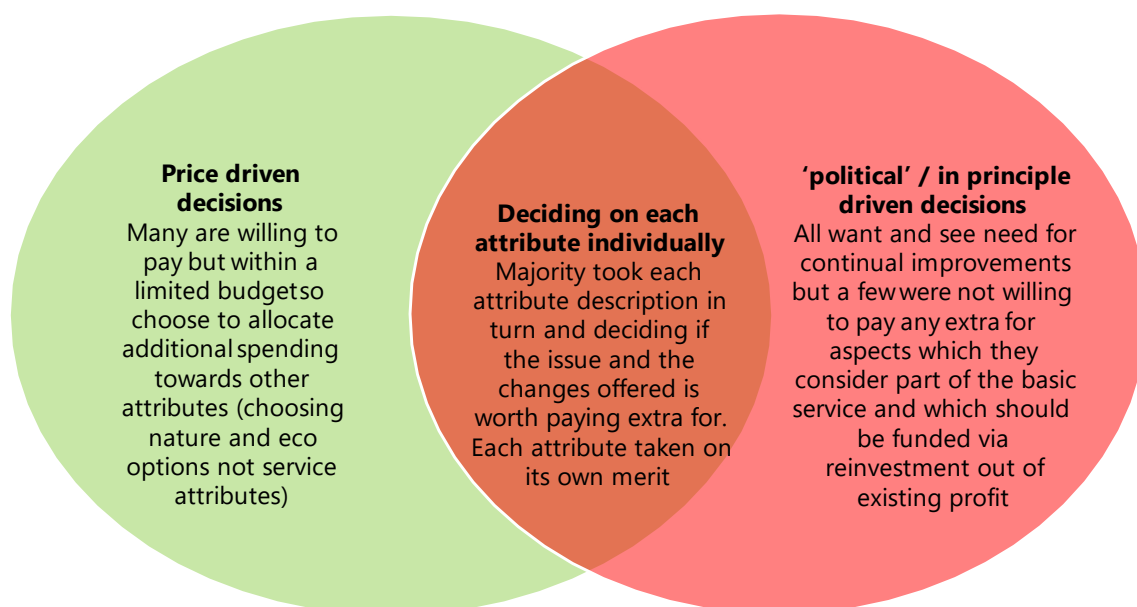 Price driven
decisions
Many are willing to
pay but within a
limited budgetso
choose to allocate
additional spending
towards other
attributes (choosing
nature and eco
options not service
attributes)
Deciding on each
attribute individually
Majority took each
attribute description in
turn and deciding if
the issue and the
changes offered is
worth paying extra for.
Each attribute taken on
its own merit
‘political’ / in principle
driven decisions
All want and see need for
continual improvements
but a few were not willing
to pay any extra for
aspects which they
consider part of the basic
service and which should
be funded via
reinvestment out of
existing profit